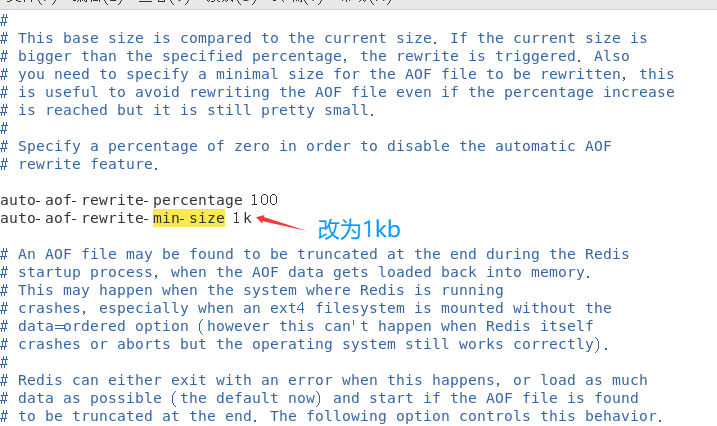 #
# This base size is compared to the current size. If the current size is
# bigger than the specified percentage, the rewrite is triggered. Also
# you need to specify a minimal size for the AOF file to be rewritten, this
# is useful to avoid rewriting the AOF file even if the percentage increase
# is reached but it is still pretty small.
#
# Specify a percentage of zero in order to disable the automatic AOF
# rewrite feature.

auto-aof-rewrite-percentage 100
auto-aof-rewrite-min-size 1k
改为1kb

# An AOF file may be found to be truncated at the end during the Redis
# startup process, when the AOF data gets loaded back into memory.
# This may happen when the system where Redis is running
# crashes, especially when an ext4 filesystem is mounted without the
# data=ordered option (however this can't happen when Redis itself
# crashes or aborts but the operating system still works correctly).
#
# Redis can either exit with an error when this happens, or load as much
# data as possible (the default now) and start if the AOF file is found
# to be truncated at the end. The following option controls this behavior.